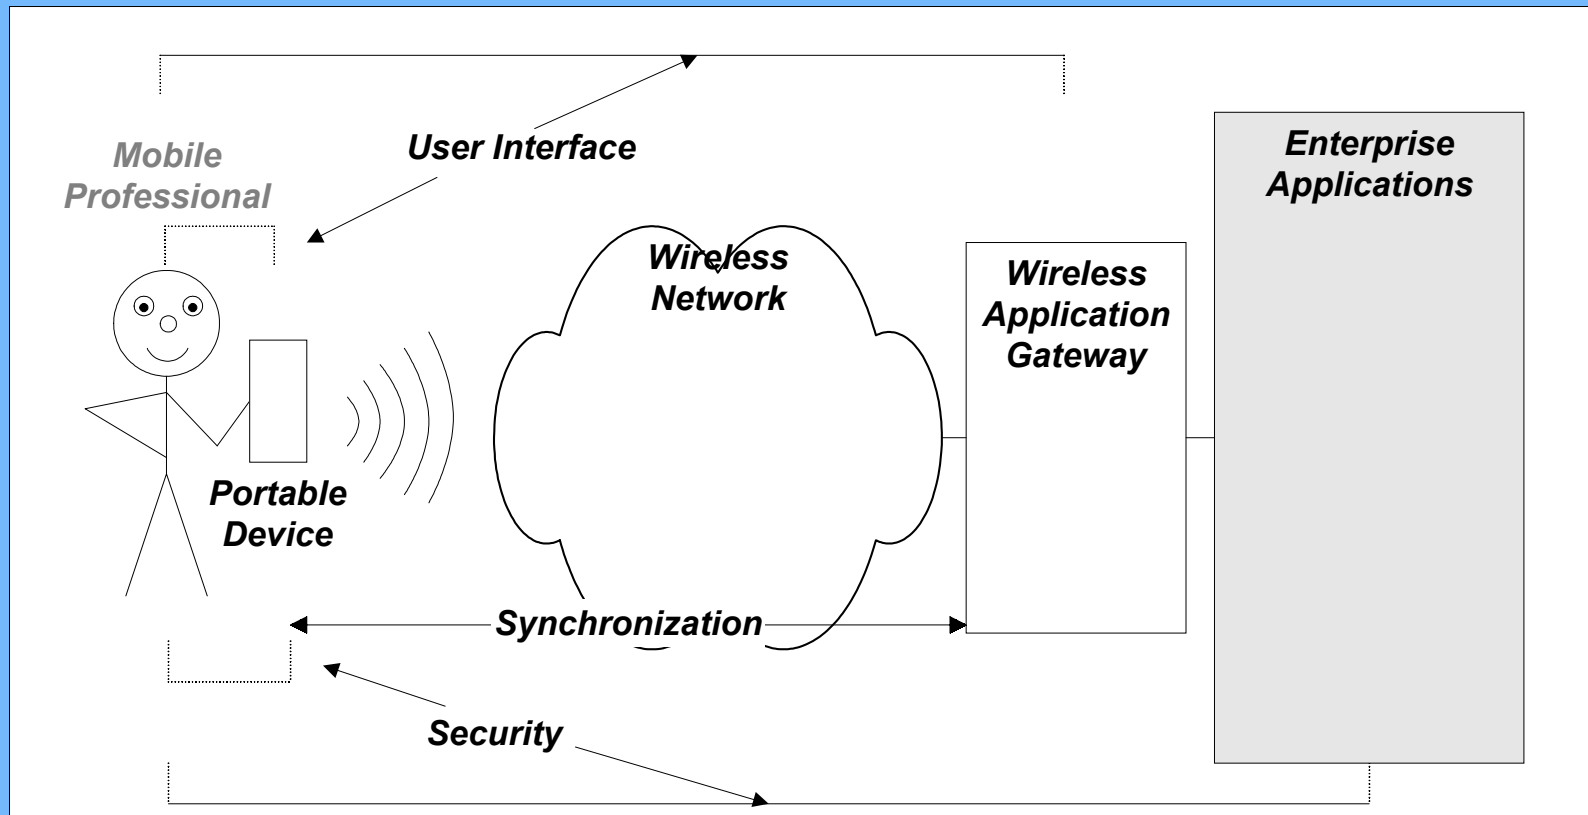 User Interface
Mobile
Professional
Enterprise
Applications
Wireless
Network
Wireless
Application
Gateway
Portable
Device
Synchronization
Security